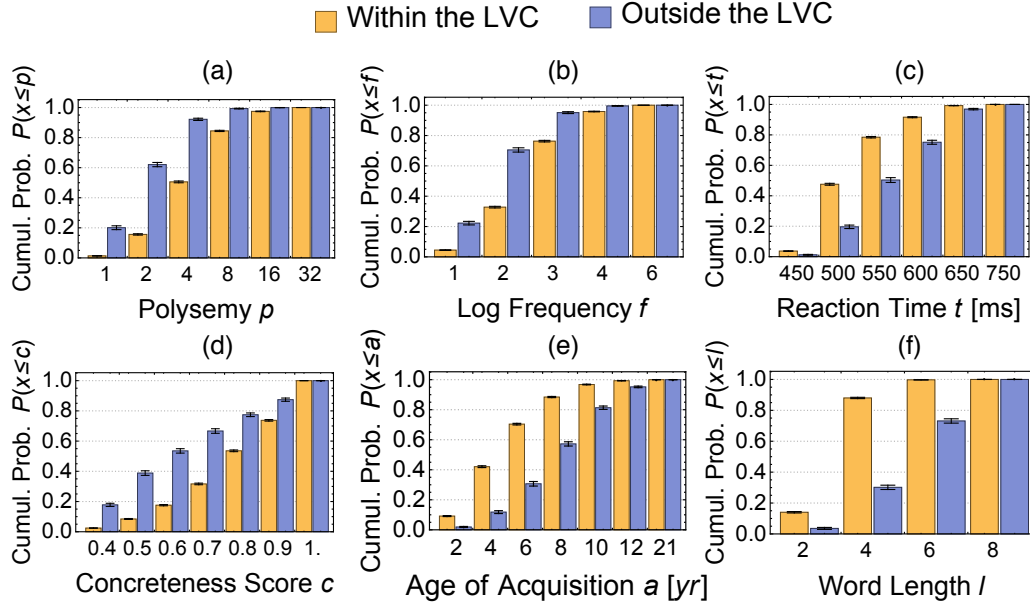 Within the LVC Outside the LVC
(a)
Cumul. Prob. P(x≤p)
1.0
0.8
0.6
0.4
0.2
0.0
1 2 4 8 16 32
Polysemy p
(b)
Cumul. Prob. P(x≤f)
1.0
0.8
0.6
0.4
0.2
0.0
1 2 3 4 6
Log Frequency f
(c)
Cumul. Prob. P(x≤t)
1.0
0.8
0.6
0.4
0.2
0.0
450 500 550 600 650 750
Reaction Time t [ms]
(d)
Cumul. Prob. P(x≤c)
1.0
0.8
0.6
0.4
0.2
0.0
0.4 0.5 0.6 0.7 0.8 0.9 1.
Concreteness Score c
(e)
Cumul. Prob. P(x≤a)
1.0
0.8
0.6
0.4
0.2
0.0
2 4 6 8 10 12 21
Age of Acquisition a [yr]
(f)
Cumul. Prob. P(x≤l)
1.0
0.8
0.6
0.4
0.2
0.0
2 4 6 8
Word Length l